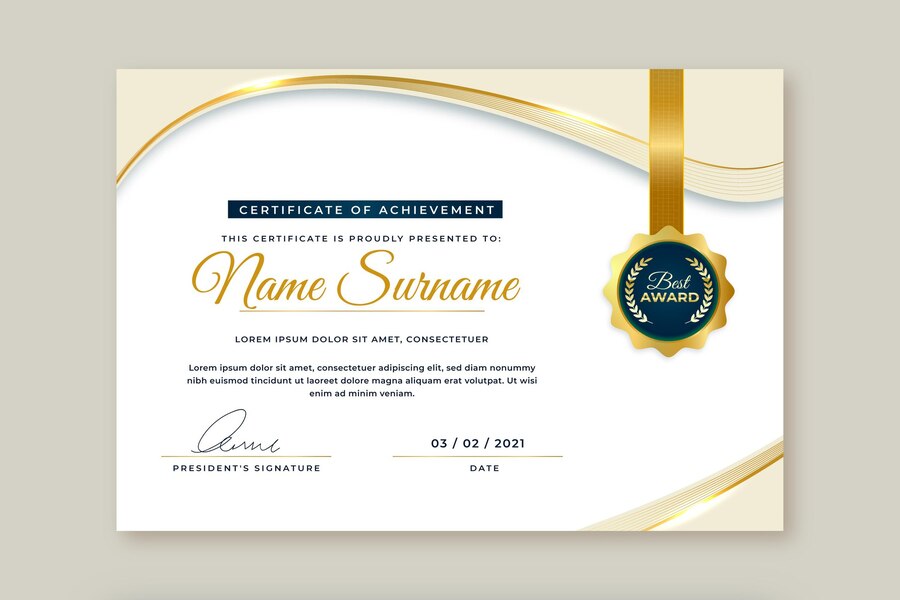 CERTIFICATE OF ACHIEVEMENT
THIS CERTIFICATE IS PROUDLY PRESENTED TO:
Name Surname
LOREM IPSUM DOLOR SIT AMET, CONSECTETUER
Lorem ipsum dolor sit amet, consectetuer adipiscing elit, sed diam nonummy
nibh euismod tincidunt ut laoreet dolore magna aliquam erat volutpat. Ut wisi
enim ad minim veniam.
03 / 02 / 2021
PRESIDENT'S SIGNATURE
DATE
Best
AWARD